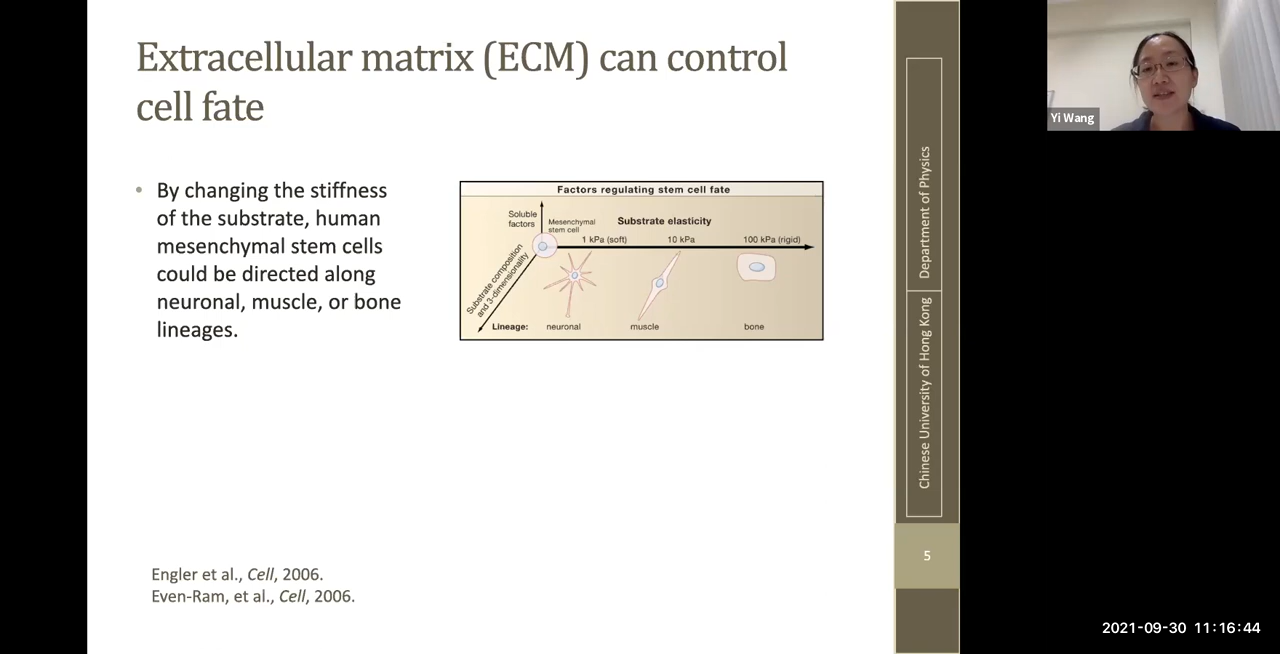 Extracellular matrix (ECM) can control
cell fate
• By changing the stiffness
of the substrate, human
mesenchymal stem cells
could be directed along
neuronal, muscle, or bone
lineages.
Factors regulating stem cell fate
Soluble
factors
Mesenchymal
stem cell
Substrate elasticity
1 kPa (soft)
10 kPa
100 kPa (rigid)
Substrate composition
and 3-dimensionality
Lineage:
neuronal
muscle
bone
Engler et al., Cell, 2006.
Even-Ram, et al., Cell, 2006.
Chinese University of Hong Kong
Department of Physics
5
Yi Wang
2021-09-30 11:16:44